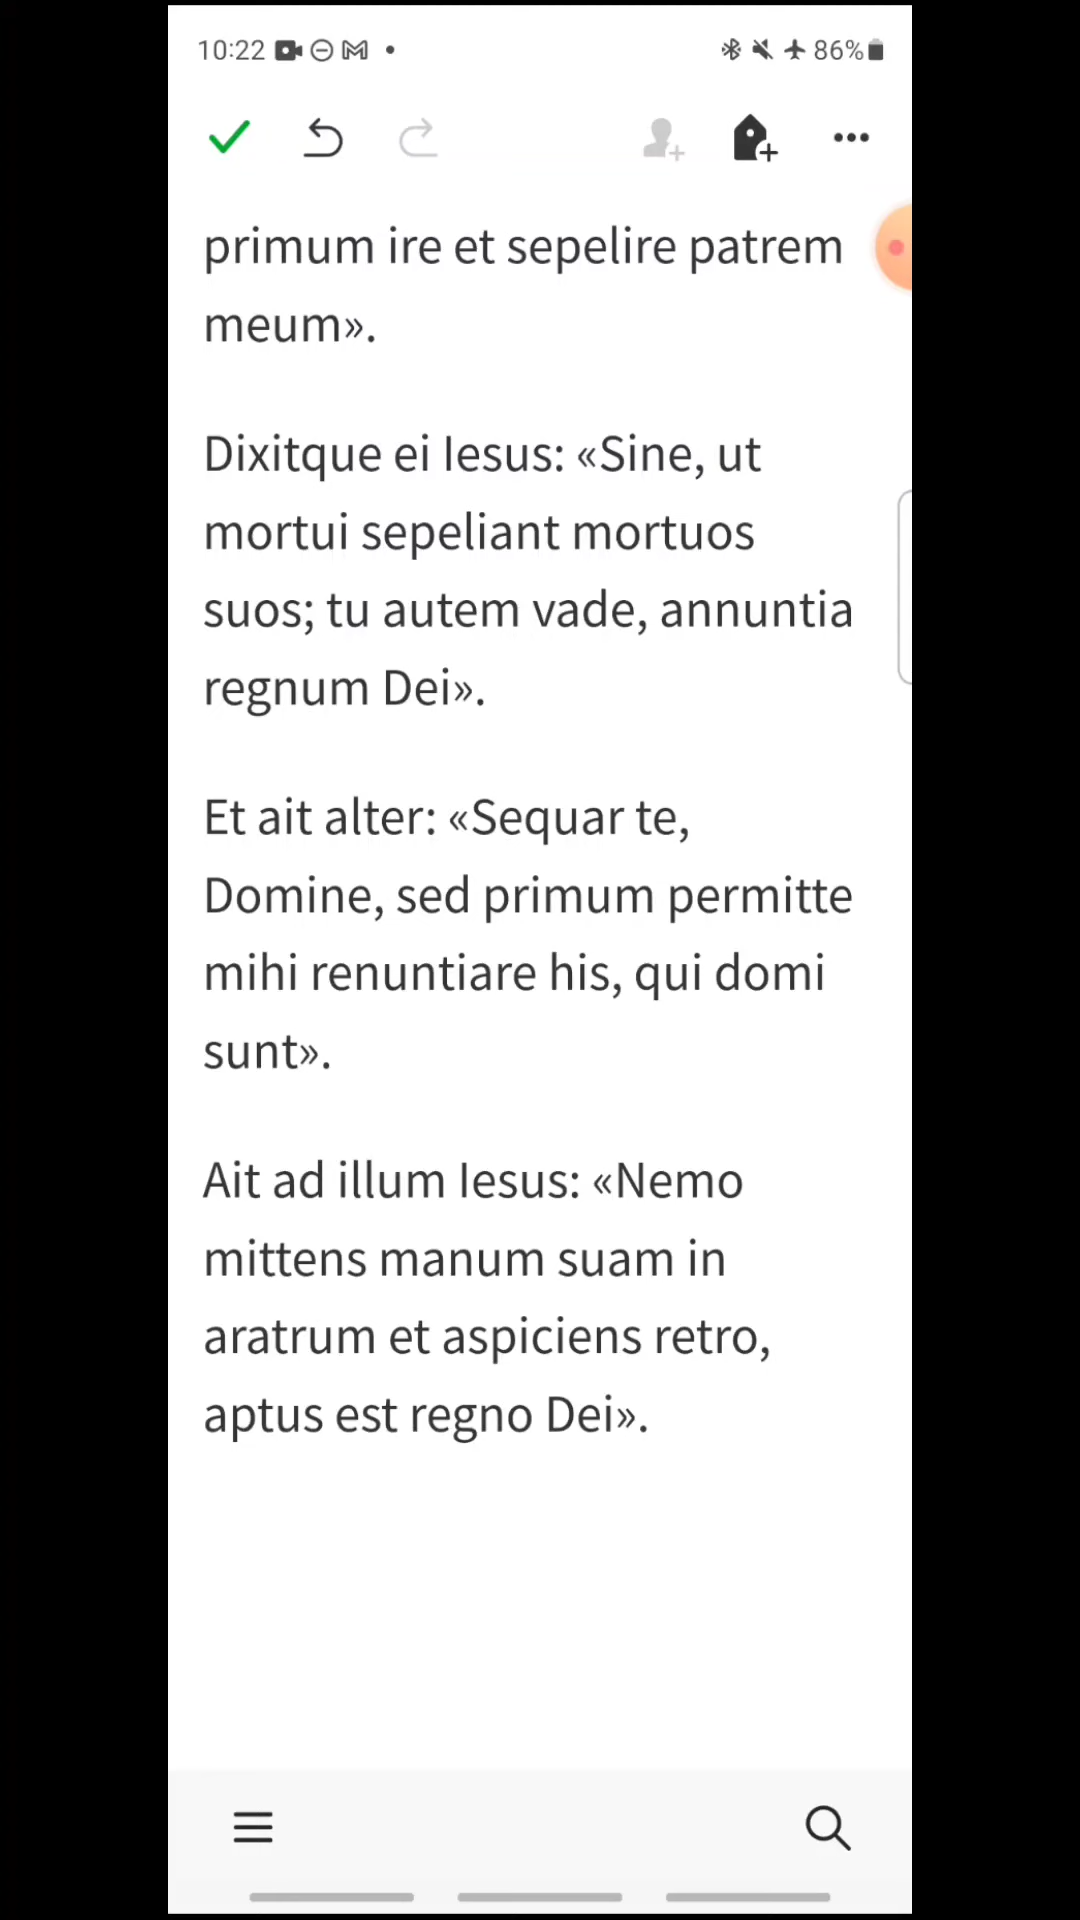 10:22
86%
primum ire et sepelire patrem
meum».
Dixitque ei Iesus: «Sine, ut
mortui sepeliant mortuos
suos; tu autem vade, annuntia
regnum Dei».
Et ait alter: «Sequar te,
Domine, sed primum permitte
mihi renuntiare his, qui domi
sunt».
Ait ad illum Iesus: «Nemo
mittens manum suam in
aratrum et aspiciens retro,
aptus est regno Dei».